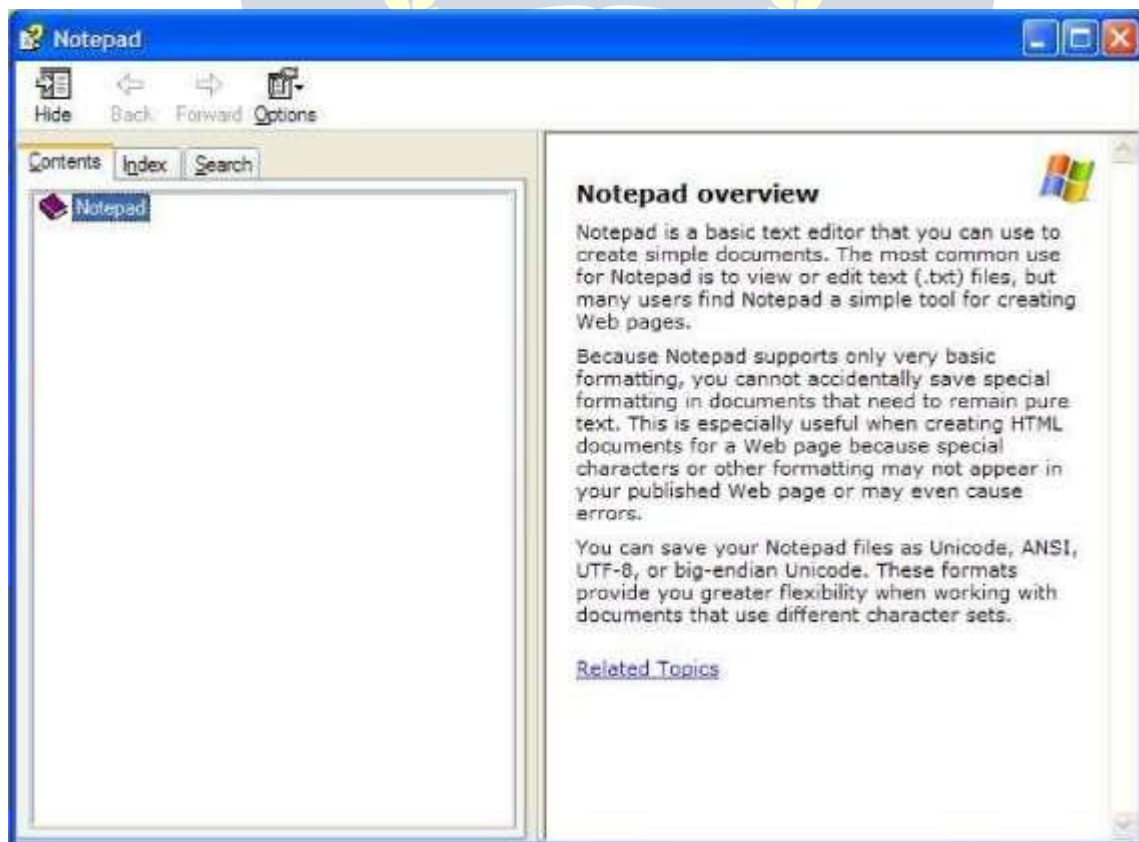 Notepad
Hide Back Forward Options
Contents Index Search
Notepad
Notepad overview
Notepad is a basic text editor that you can use to
create simple documents. The most common use
for Notepad is to view or edit text (.txt) files, but
many users find Notepad a simple tool for creating
Web pages.
Because Notepad supports only very basic
formatting, you cannot accidentally save special
formatting in documents that need to remain pure
text. This is especially useful when creating HTML
documents for a Web page because special
characters or other formatting may not appear in
your published Web page or may even cause
errors.
You can save your Notepad files as Unicode, ANSI,
UTF-8, or big-endian Unicode. These formats
provide you greater flexibility when working with
documents that use different character sets.
Related Topics